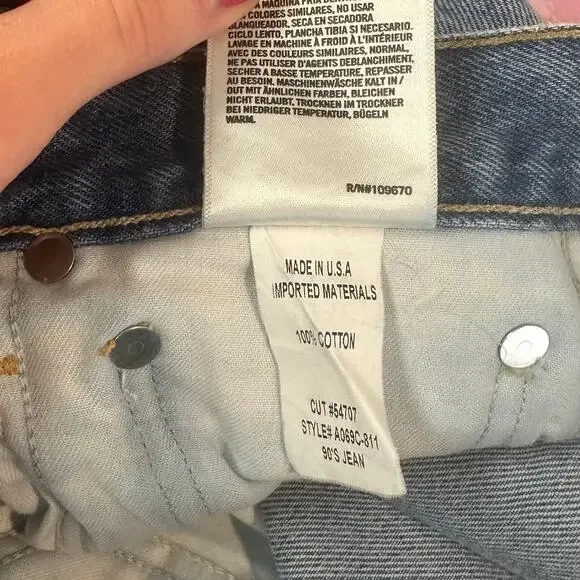 MAQUINA FRIA
COLORES SIMILARES, NO USAR
BLANQUEADOR, SECA EN SECADORA
CICLO LENTO, PLANCHA TIBIA SI NECESARIO.
LAVAGE EN MACHINE À FROID À L'INTÉRIEUR
AVEC DES COULEURS SIMILAIRES, NORMAL,
NE PAS UTILISER D'AGENTS DEBLANCHIMENT,
SECHER A BASSE TEMPERATURE, REPASSER
AU BESOIN. MASCHINENWÄSCHE KALT IN /
OUT MIT ÄHNLICHEN FARBEN, BLEICHEN
NICHT ERLAUBT. TROCKNEN IM TROCKNER
BEI NIEDRIGER TEMPERATUR, BÜGELN
WARM.
R/N#109670
MADE IN U.S.A
IMPORTED MATERIALS
100% COTTON
CUT #54707
STYLE# A069C-811
90'S JEAN